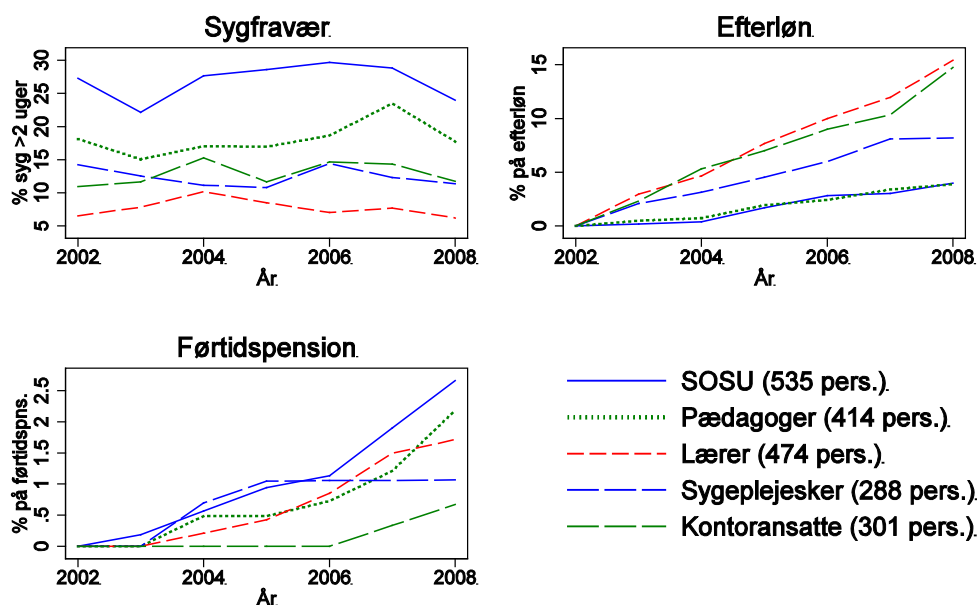 Sygfravær
% syg >2 uger
30
25
20
15
10
5
2002
2004
2006
2008
År
Efterløn
% på efterløn
15
10
5
0
2002
2004
2006
2008
År
Førtidspension
% på førtidspns.
2.5
2
1.5
1
.5
0
2002
2004
2006
2008
År
SOSU (535 pers.)
Pædagoger (414 pers.)
Lærer (474 pers.)
Sygeplejesker (288 pers.)
Kontoransatte (301 pers.)